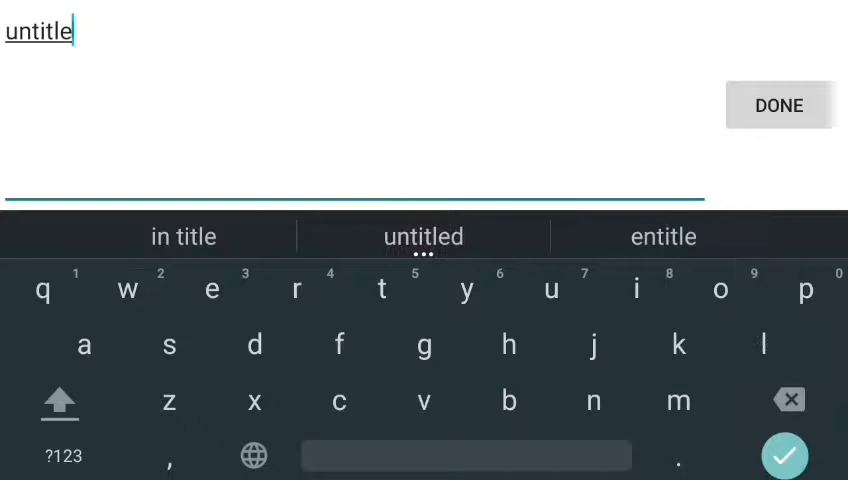 untitle
DONE
in title untitled entitle
q 1 w 2 e 3 r 4 t 5 y 6 u 7 i 8 o 9 p 0
a s d f g h j k l
z x c v b n m
?123 , .